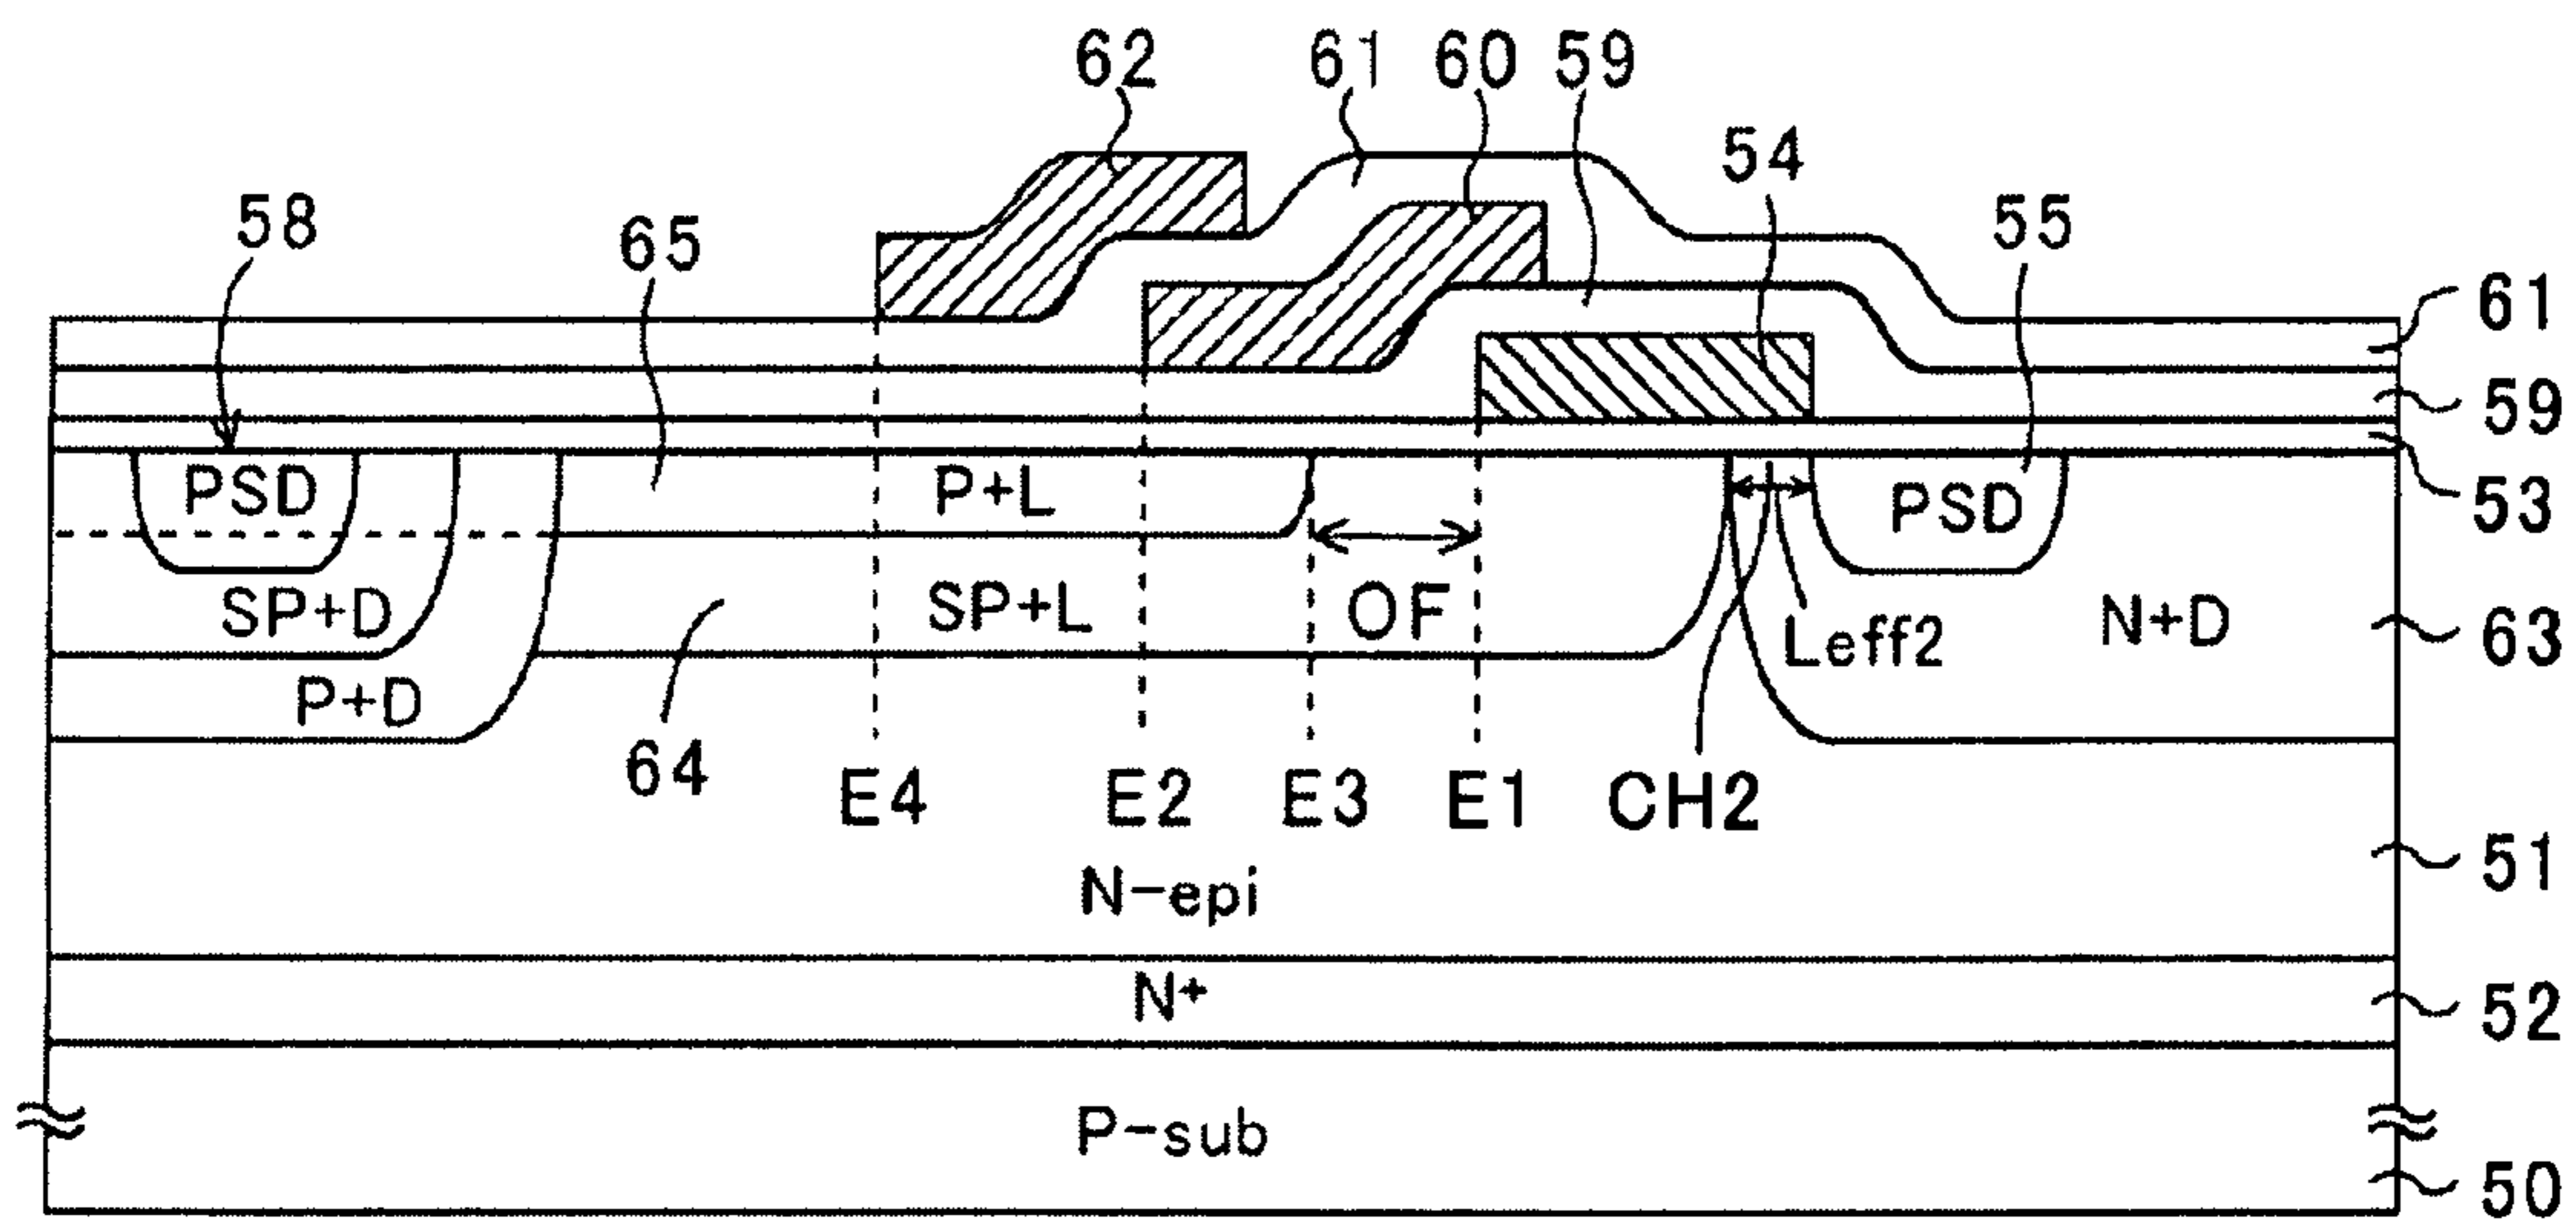 62 61 60 59
54
58 65 55
61
59
PSD P+L PSD 53
SP+D SP+L OF Leff2 N+D 63
P+D
64 E4 E2 E3 E1 CH2
N-epi 51
N+ 52
P-sub
50